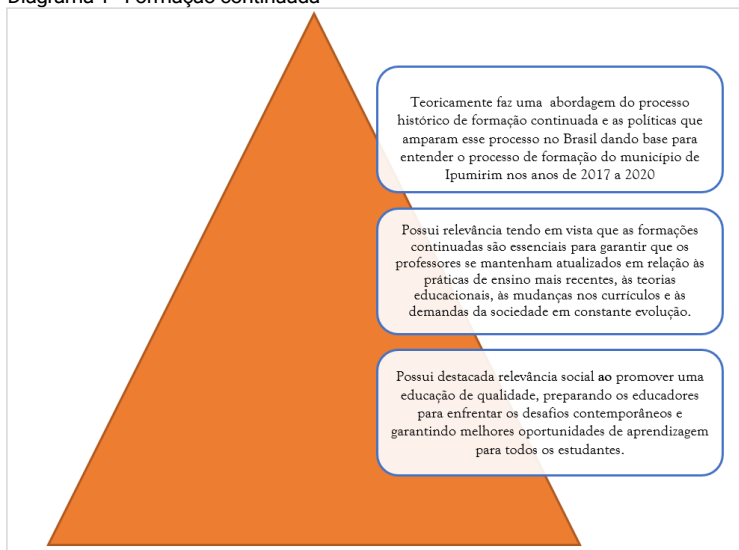 Diagrama 1- Formação continuada
Teoricamente faz uma abordagem do processo
histórico de formação continuada e as políticas que
amparam esse processo no Brasil dando base para
entender o processo de formação do município de
Ipumirim nos anos de 2017 a 2020
Possui relevância tendo em vista que as formações
continuadas são essenciais para garantir que os
professores se mantenham atualizados em relação às
práticas de ensino mais recentes, às teorias
educacionais, às mudanças nos currículos e às
demandas da sociedade em constante evolução.
Possui destacada relevância social ao promover uma
educação de qualidade, preparando os educadores
para enfrentar os desafios contemporâneos e
garantindo melhores oportunidades de aprendizagem
para todos os estudantes.